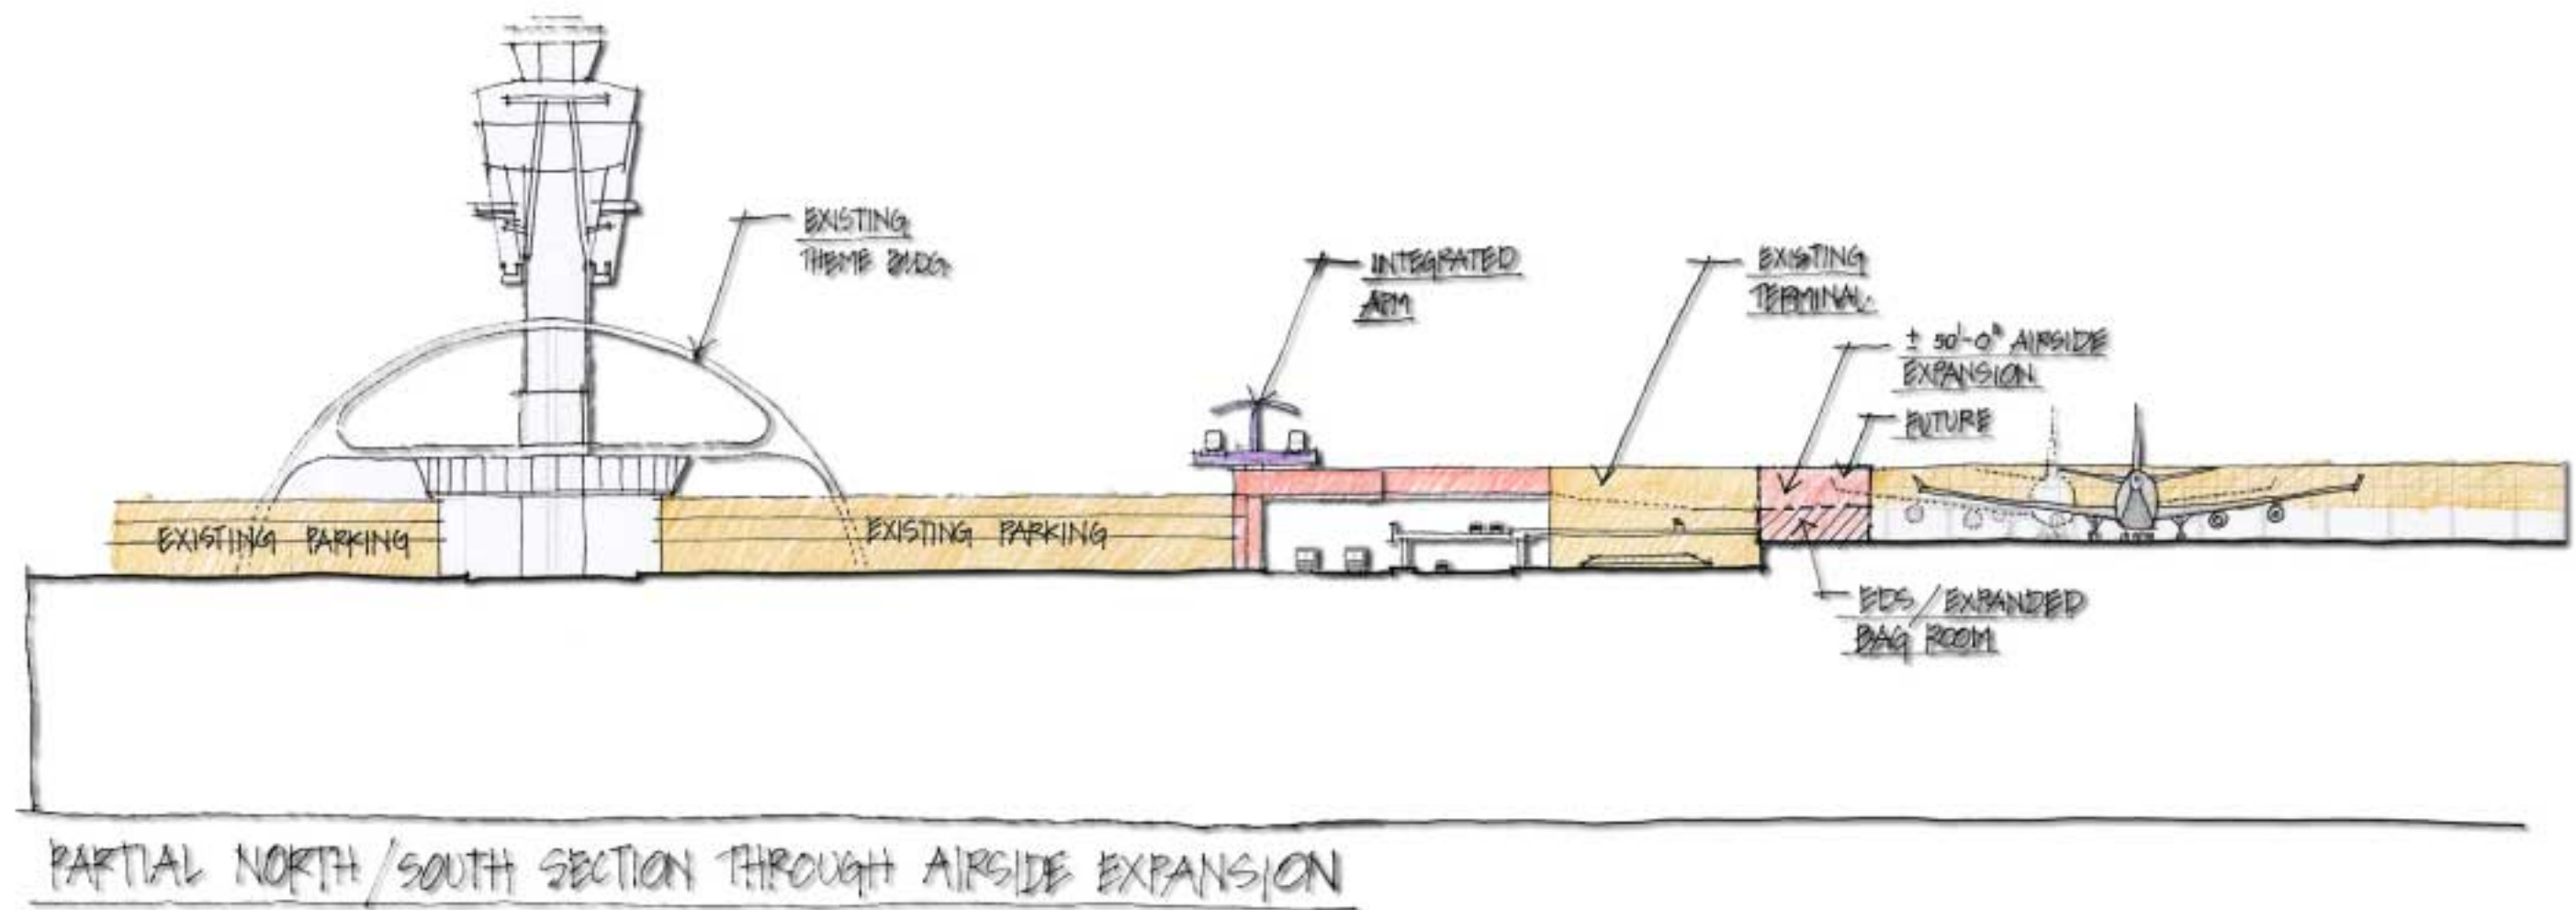 EXISTING
THEME BLDG.
INTEGRATED
APM
EXISTING
TERMINAL.
± 50'-0" AIRSIDE
EXPANSION.
FUTURE
EXISTING PARKING
EXISTING PARKING
EDS/EXPANDED
BAG ROOM
PARTIAL NORTH/SOUTH SECTION THROUGH AIRSIDE EXPANSION